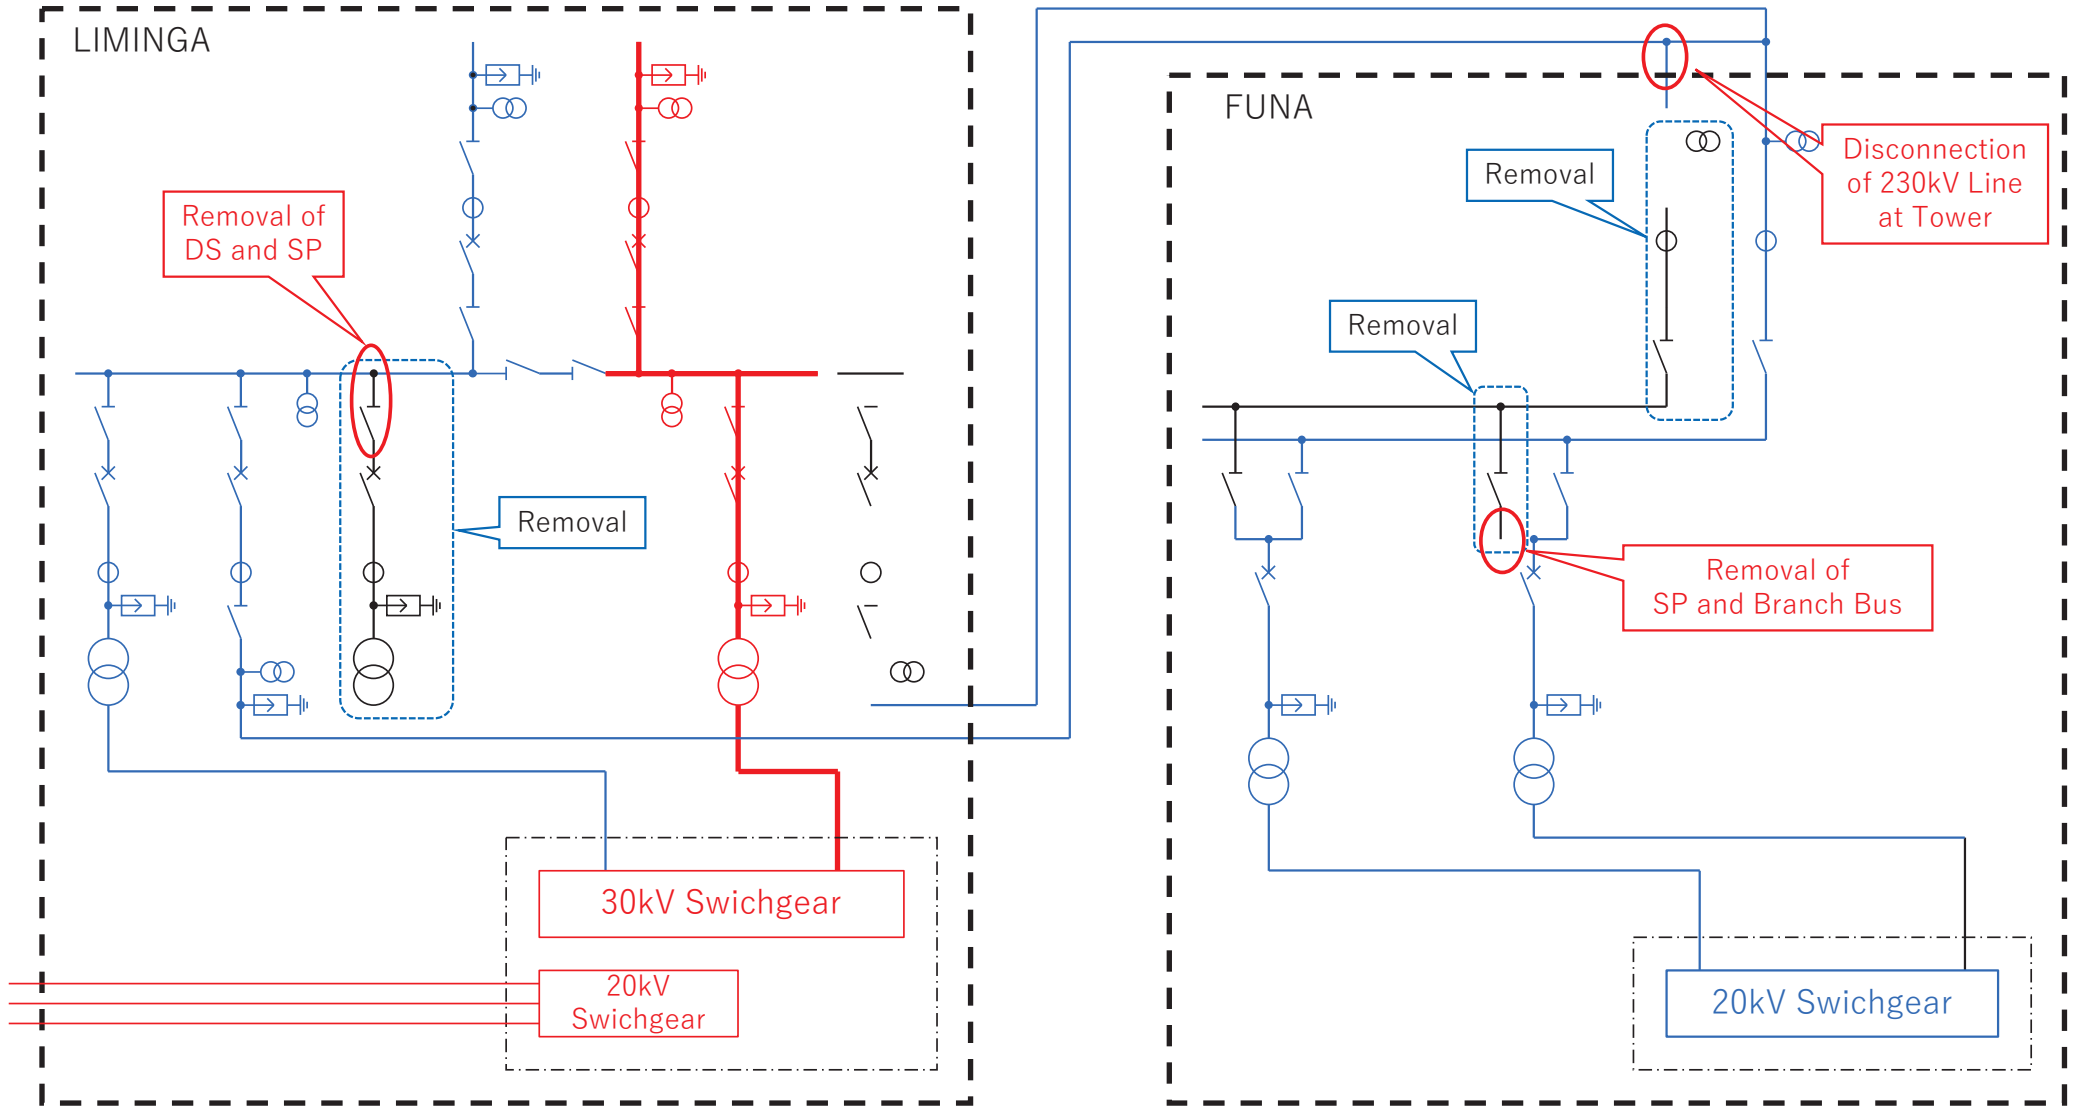 LIMINGA
Removal of
DS and SP
Removal
30kV Swichgear
20kV
Swichgear
FUNA
Removal
Disconnection
of 230kV Line
at Tower
Removal
Removal of
SP and Branch Bus
20kV Swichgear